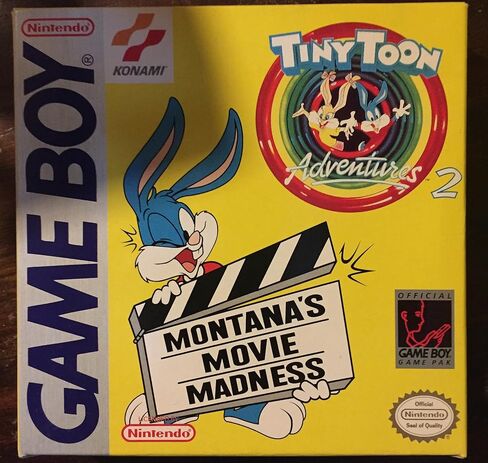 Nintendo
GAME BOY
®
KONAMI
TINY TOON
Adventures 2
MONTANA'S
MOVIE
MADNESS
Nintendo
OFFICIAL
GAME BOY
GAME PAK
Official
Nintendo
Seal of Quality